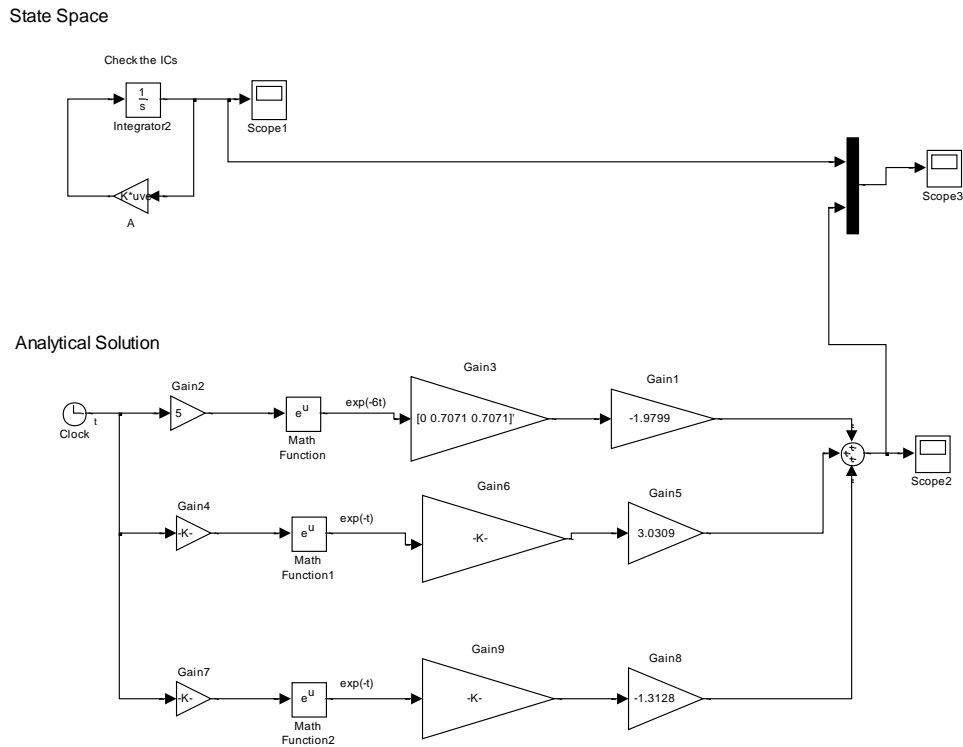 State Space
Check the ICs
1
s
Integrator2
Scope1
K*uve
A
Scope3
Analytical Solution
Clock
t
Gain2
5
e^u
Math
Function
exp(-6t)
Gain3
[0 0.7071 0.7071]'
Gain1
-1.9799
Scope2
Gain4
-K-
e^u
Math
Function1
exp(-t)
Gain6
-K-
Gain5
3.0309
Gain7
-K-
e^u
Math
Function2
exp(-t)
Gain9
-K-
Gain8
-1.3128